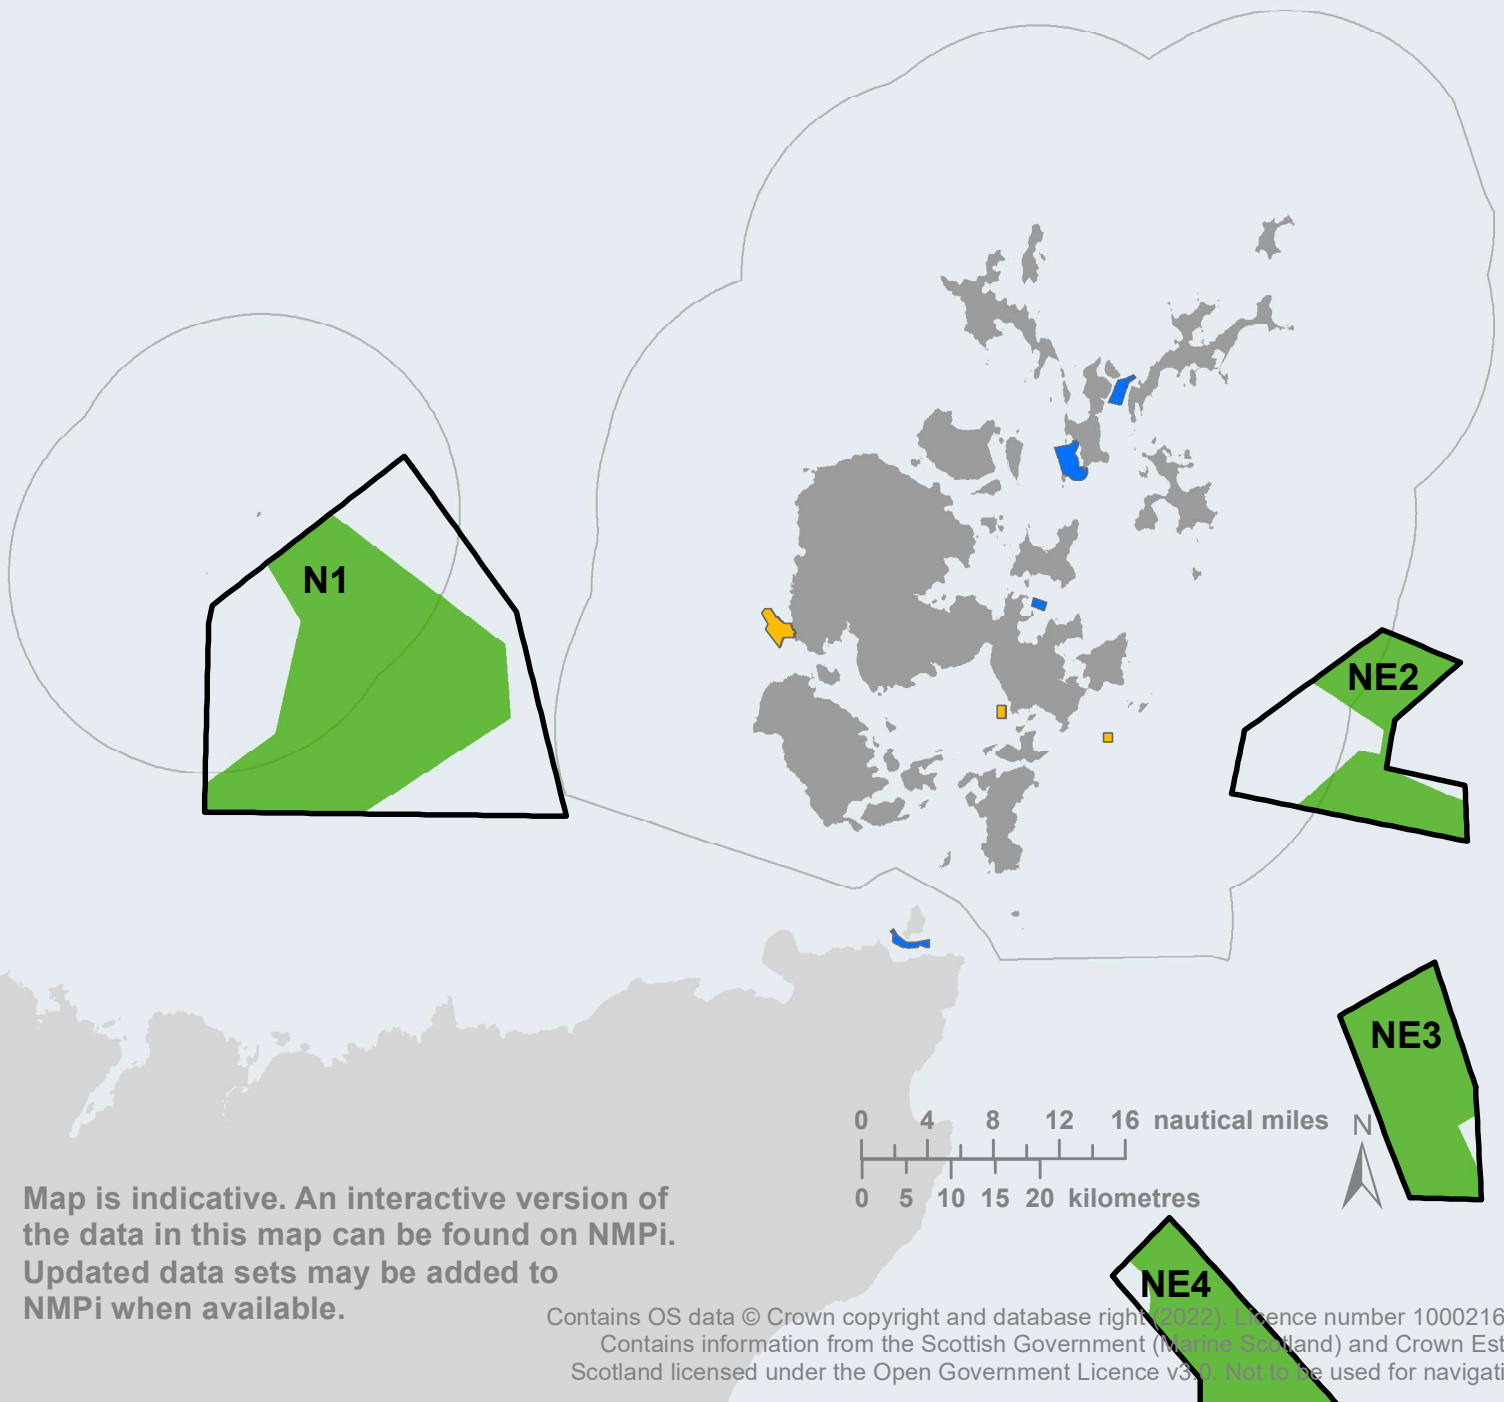 N1
NE2
NE3
0 4 8 12 16 nautical miles
N
0 5 10 15 20 kilometres
Map is indicative. An interactive version of
the data in this map can be found on NMPi.
Updated data sets may be added to
NMPi when available.
NE4
Contains OS data © Crown copyright and database right (2022). Licence number 1000216
Contains information from the Scottish Government (Marine Scotland) and Crown Est
Scotland licensed under the Open Government Licence v3.0. Not to be used for navigati